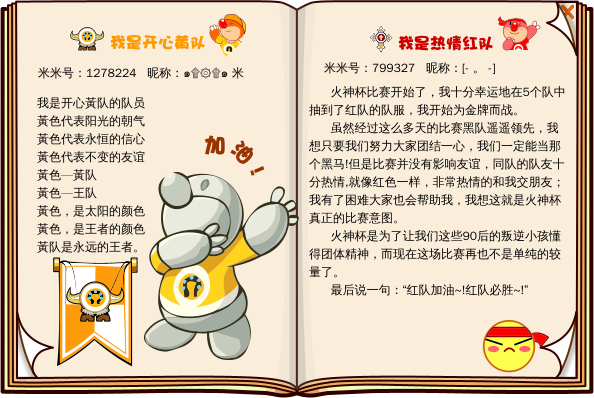 我是开心黄队
米米号：1278224 昵称：๑۩۞۩๑ 米
我是开心黃队的队员
黃色代表阳光的朝气
黃色代表永恒的信心
黃色代表不变的友谊
黃色—黃队
黃色—王队
黃色，是太阳的颜色
黃色，是王者的颜色
黃队是永远的王者。
加油！
我是热情红队
米米号：799327 昵称：[- 。 -]
火神杯比赛开始了，我十分幸运地在5个队中
抽到了红队的队服，我开始为金牌而战。
虽然经过这么多天的比赛黑队遥遥领先，我
想只要我们努力大家团结一心，我们一定能当那
个黑马!但是比赛并没有影响友谊，同队的队友十
分热情,就像红色一样，非常热情的和我交朋友；
我有了困难大家也会帮助我，我想这就是火神杯
真正的比赛意图。
火神杯是为了让我们这些90后的叛逆小孩懂
得团体精神，而现在这场比赛再也不是单纯的较
量了。
最后说一句：“红队加油~!红队必胜~!”